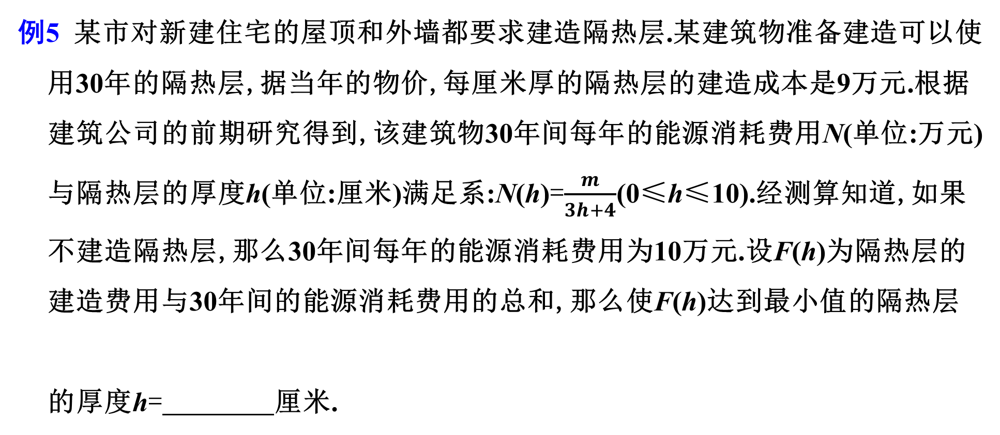 例5 某市对新建住宅的屋顶和外墙都要求建造隔热层.某建筑物准备建造可以使
用30年的隔热层,据当年的物价,每厘米厚的隔热层的建造成本是9万元.根据
建筑公司的前期研究得到,该建筑物30年间每年的能源消耗费用N(单位:万元)
与隔热层的厚度h(单位:厘米)满足系:N(h)=m/(3h+4)(0≤h≤10).经测算知道,如果
不建造隔热层,那么30年间每年的能源消耗费用为10万元.设F(h)为隔热层的
建造费用与30年间的能源消耗费用的总和,那么使F(h)达到最小值的隔热层
的厚度h=________厘米.